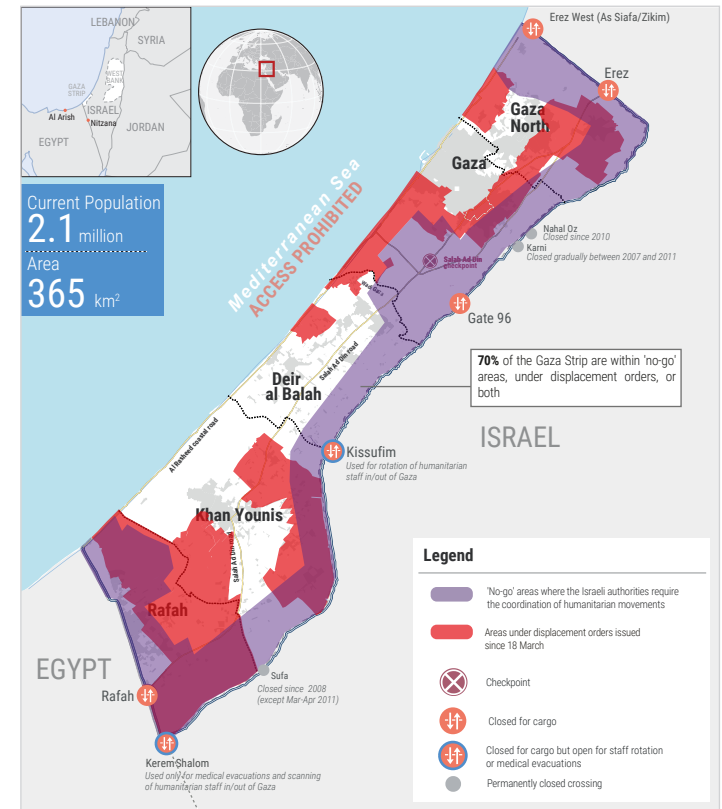 LEBANON
SYRIA
WEST
BANK
GAZA
STRIP
Al Arish
ISRAEL
Nitzana
JORDAN
EGYPT
Current Population
2.1 million
Area
365 km²
Mediterranean Sea
ACCESS PROHIBITED
Erez West (As Siafa/Zikim)
Erez
Gaza
North
Gaza
Nahal Oz
Closed since 2010
Karni
Closed gradually between 2007 and 2011
Salah Ad Din
checkpoint
Wadi Gaza
Gate 96
70% of the Gaza Strip are within 'no-go'
areas, under displacement orders, or
both
Salah Ad Din road
Deir
al Balah
ISRAEL
Al Rasheed coastal road
Kissufim
Used for rotation of humanitarian
staff in/out of Gaza
Khan Younis
Salah Ad Din road
Rafah
EGYPT
Rafah
Sufa
Closed since 2008
(except Mar-Apr 2011)
Kerem Shalom
Used only for medical evacuations and scanning
of humanitarian staff in/out of Gaza
Legend
'No-go' areas where the Israeli authorities require
the coordination of humanitarian movements
Areas under displacement orders issued
since 18 March
Checkpoint
Closed for cargo
Closed for cargo but open for staff rotation
or medical evacuations
Permanently closed crossing